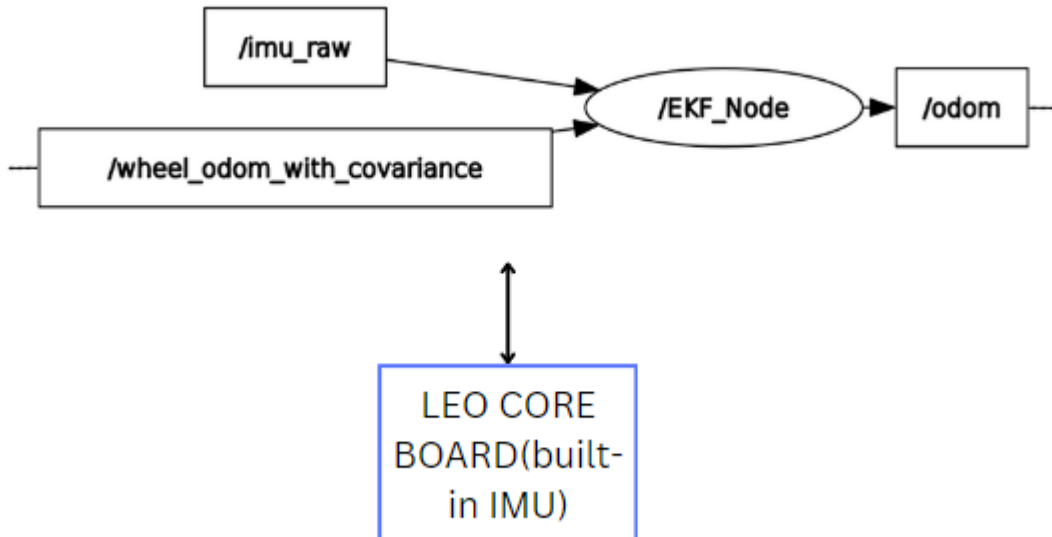 /imu_raw
/EKF_Node
/odom
/wheel_odom_with_covariance
LEO CORE
BOARD(built-
in IMU)